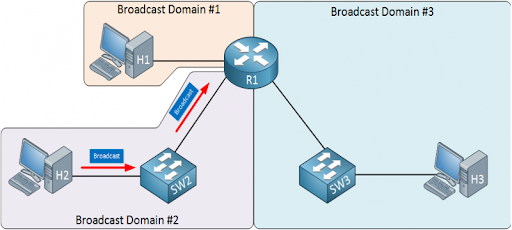 Broadcast Domain #1
Broadcast Domain #3
H1
R1
Broadcast
Broadcast
H2
SW2
SW3
H3
Broadcast Domain #2